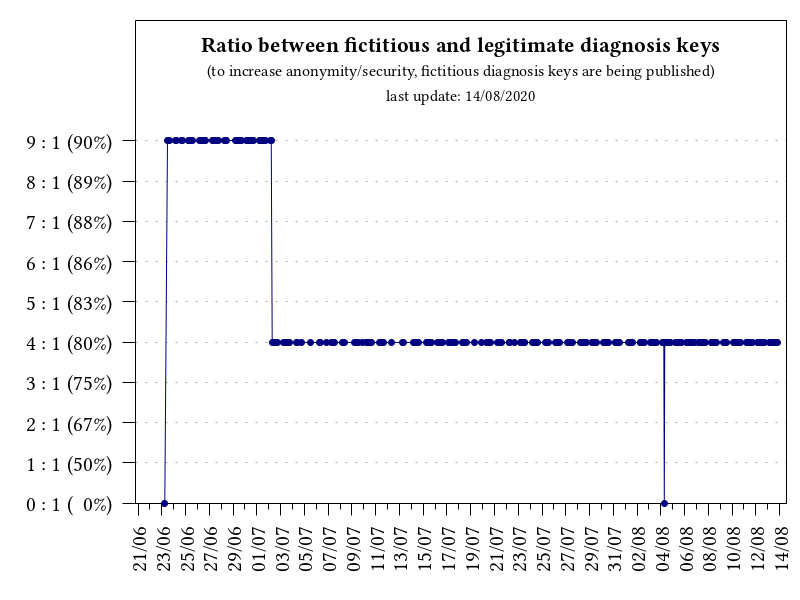 Ratio between fictitious and legitimate diagnosis keys
(to increase anonymity/security, fictitious diagnosis keys are being published)
last update: 14/08/2020
9 : 1 (90%)
8 : 1 (89%)
7 : 1 (88%)
6 : 1 (86%)
5 : 1 (83%)
4 : 1 (80%)
3 : 1 (75%)
2 : 1 (67%)
1 : 1 (50%)
0 : 1 ( 0%)
21/06
23/06
25/06
27/06
29/06
01/07
03/07
05/07
07/07
09/07
11/07
13/07
15/07
17/07
19/07
21/07
23/07
25/07
27/07
29/07
31/07
02/08
04/08
06/08
08/08
10/08
12/08
14/08